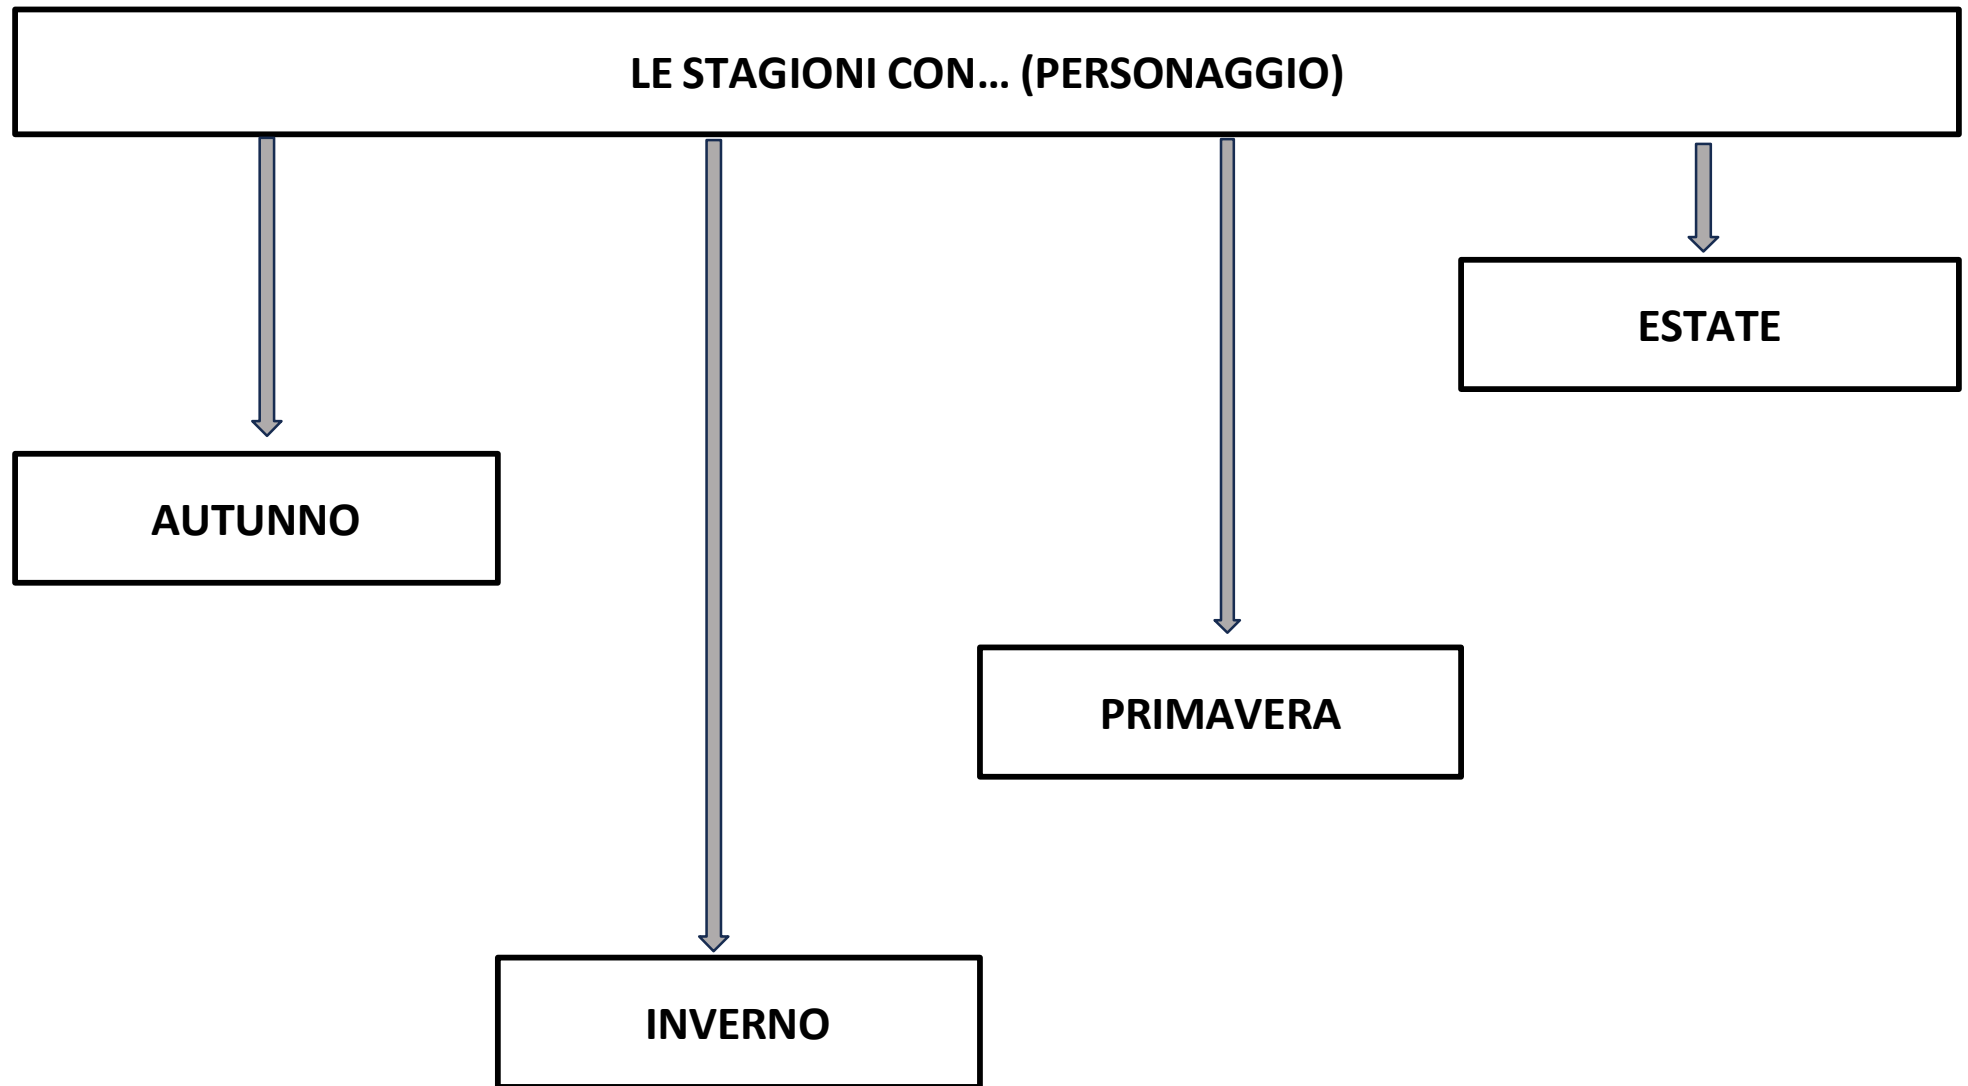 LE STAGIONI CON... (PERSONAGGIO)
ESTATE
AUTUNNO
PRIMAVERA
INVERNO